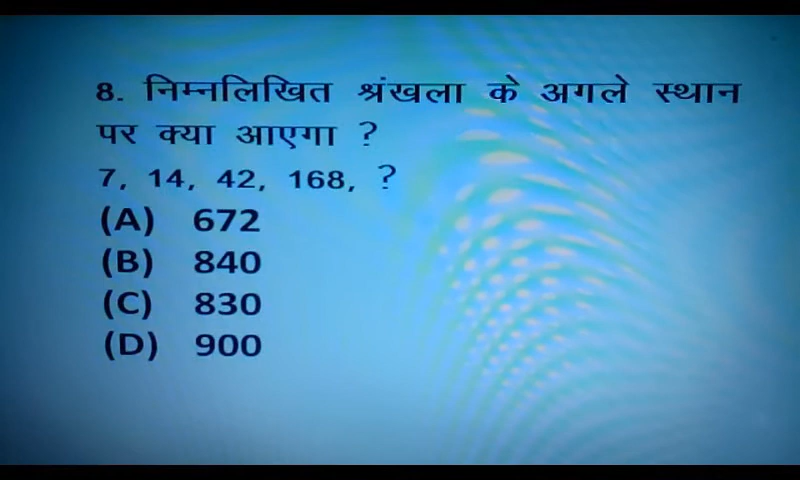 8. निम्नलिखित श्रंखला के अगले स्थान
पर क्या आएगा ?
7, 14, 42, 168, ?
(A) 672
(B) 840
(C) 830
(D) 900